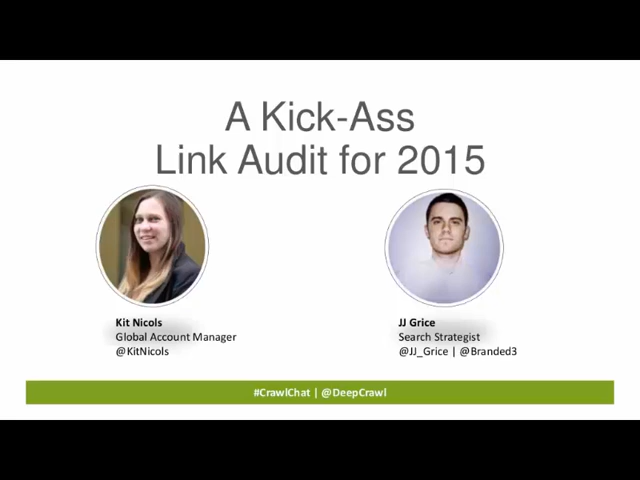 A Kick-Ass
Link Audit for 2015
Kit Nicols
Global Account Manager
@KitNicols
JJ Grice
Search Strategist
@JJ_Grice | @Branded3
#CrawlChat | @DeepCrawl